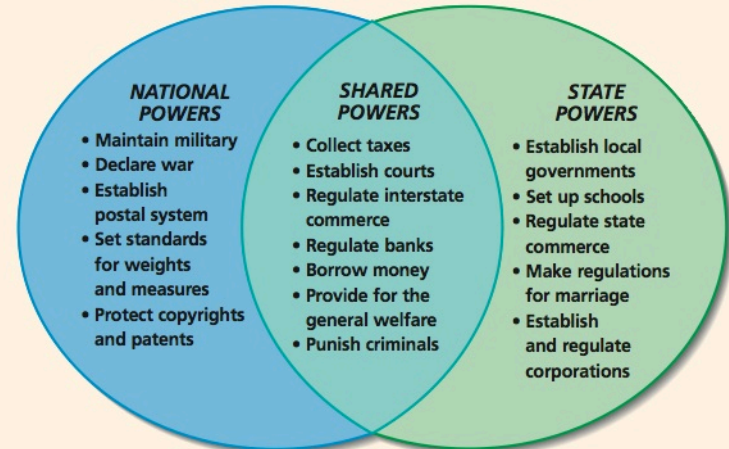 NATIONAL
POWERS
• Maintain military
• Declare war
• Establish
postal system
• Set standards
for weights
and measures
• Protect copyrights
and patents
SHARED
POWERS
• Collect taxes
• Establish courts
• Regulate interstate
commerce
• Regulate banks
• Borrow money
• Provide for the
general welfare
• Punish criminals
STATE
POWERS
• Establish local
governments
• Set up schools
• Regulate state
commerce
• Make regulations
for marriage
• Establish
and regulate
corporations